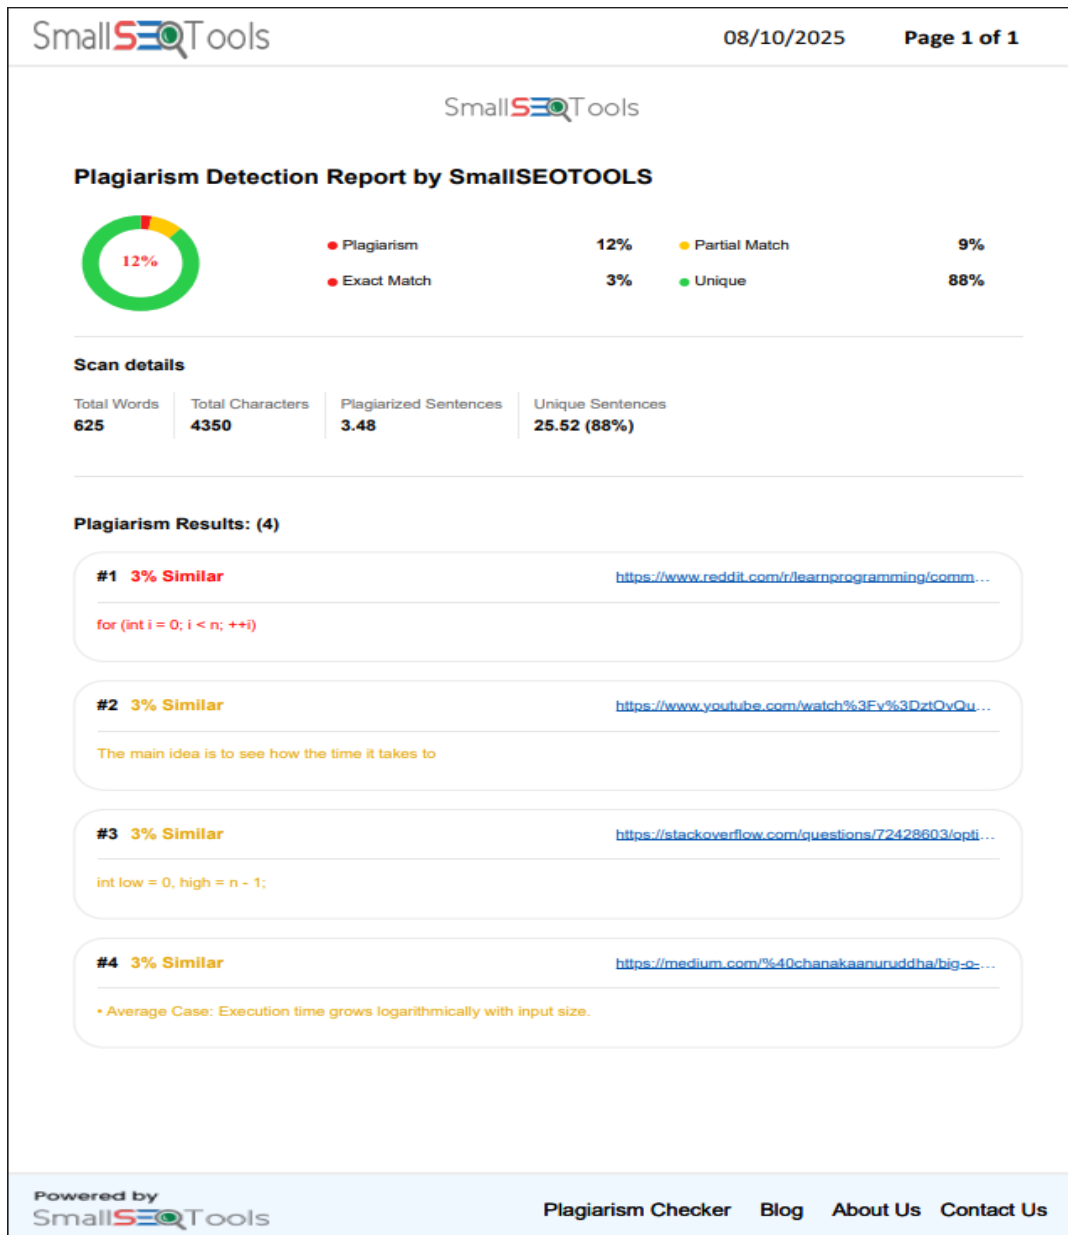 SmallSEOTools 08/10/2025 Page 1 of 1
SmallSEOTools
Plagiarism Detection Report by SmallSEOTOOLS
12%
Plagiarism 12% Partial Match 9%
Exact Match 3% Unique 88%
Scan details
Total Words Total Characters Plagiarized Sentences Unique Sentences
625 4350 3.48 25.52 (88%)
Plagiarism Results: (4)
#1 3% Similar https://www.reddit.com/r/learnprogramming/comm...
for (int i = 0; i < n; ++i)
#2 3% Similar https://www.youtube.com/watch%3Fv%3DztOvQu...
The main idea is to see how the time it takes to
#3 3% Similar https://stackoverflow.com/questions/72428603/opti...
int low = 0, high = n - 1;
#4 3% Similar https://medium.com/%40chanakaanuruddha/big-o-...
• Average Case: Execution time grows logarithmically with input size.
Powered by
SmallSEOTools Plagiarism Checker Blog About Us Contact Us